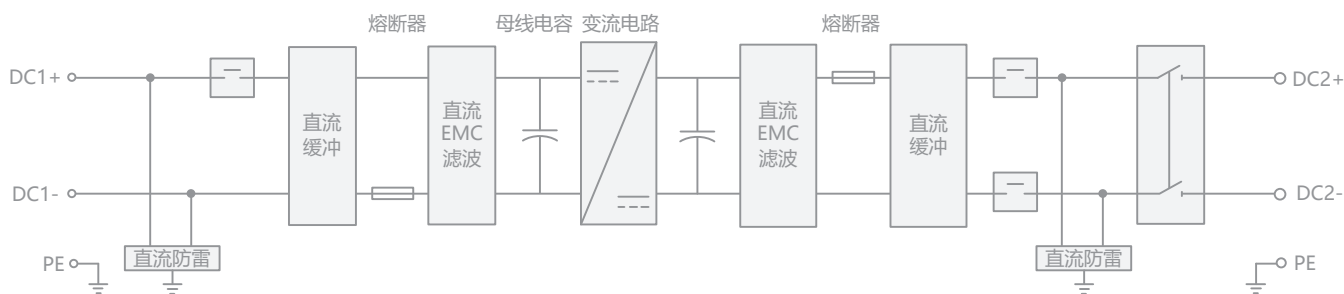 熔断器
母线电容
变流电路
熔断器
DC1+
直流
缓冲
直流
EMC
滤波
直流
EMC
滤波
直流
缓冲
DC2+
DC1-
DC2-
PE
直流防雷
直流防雷
PE